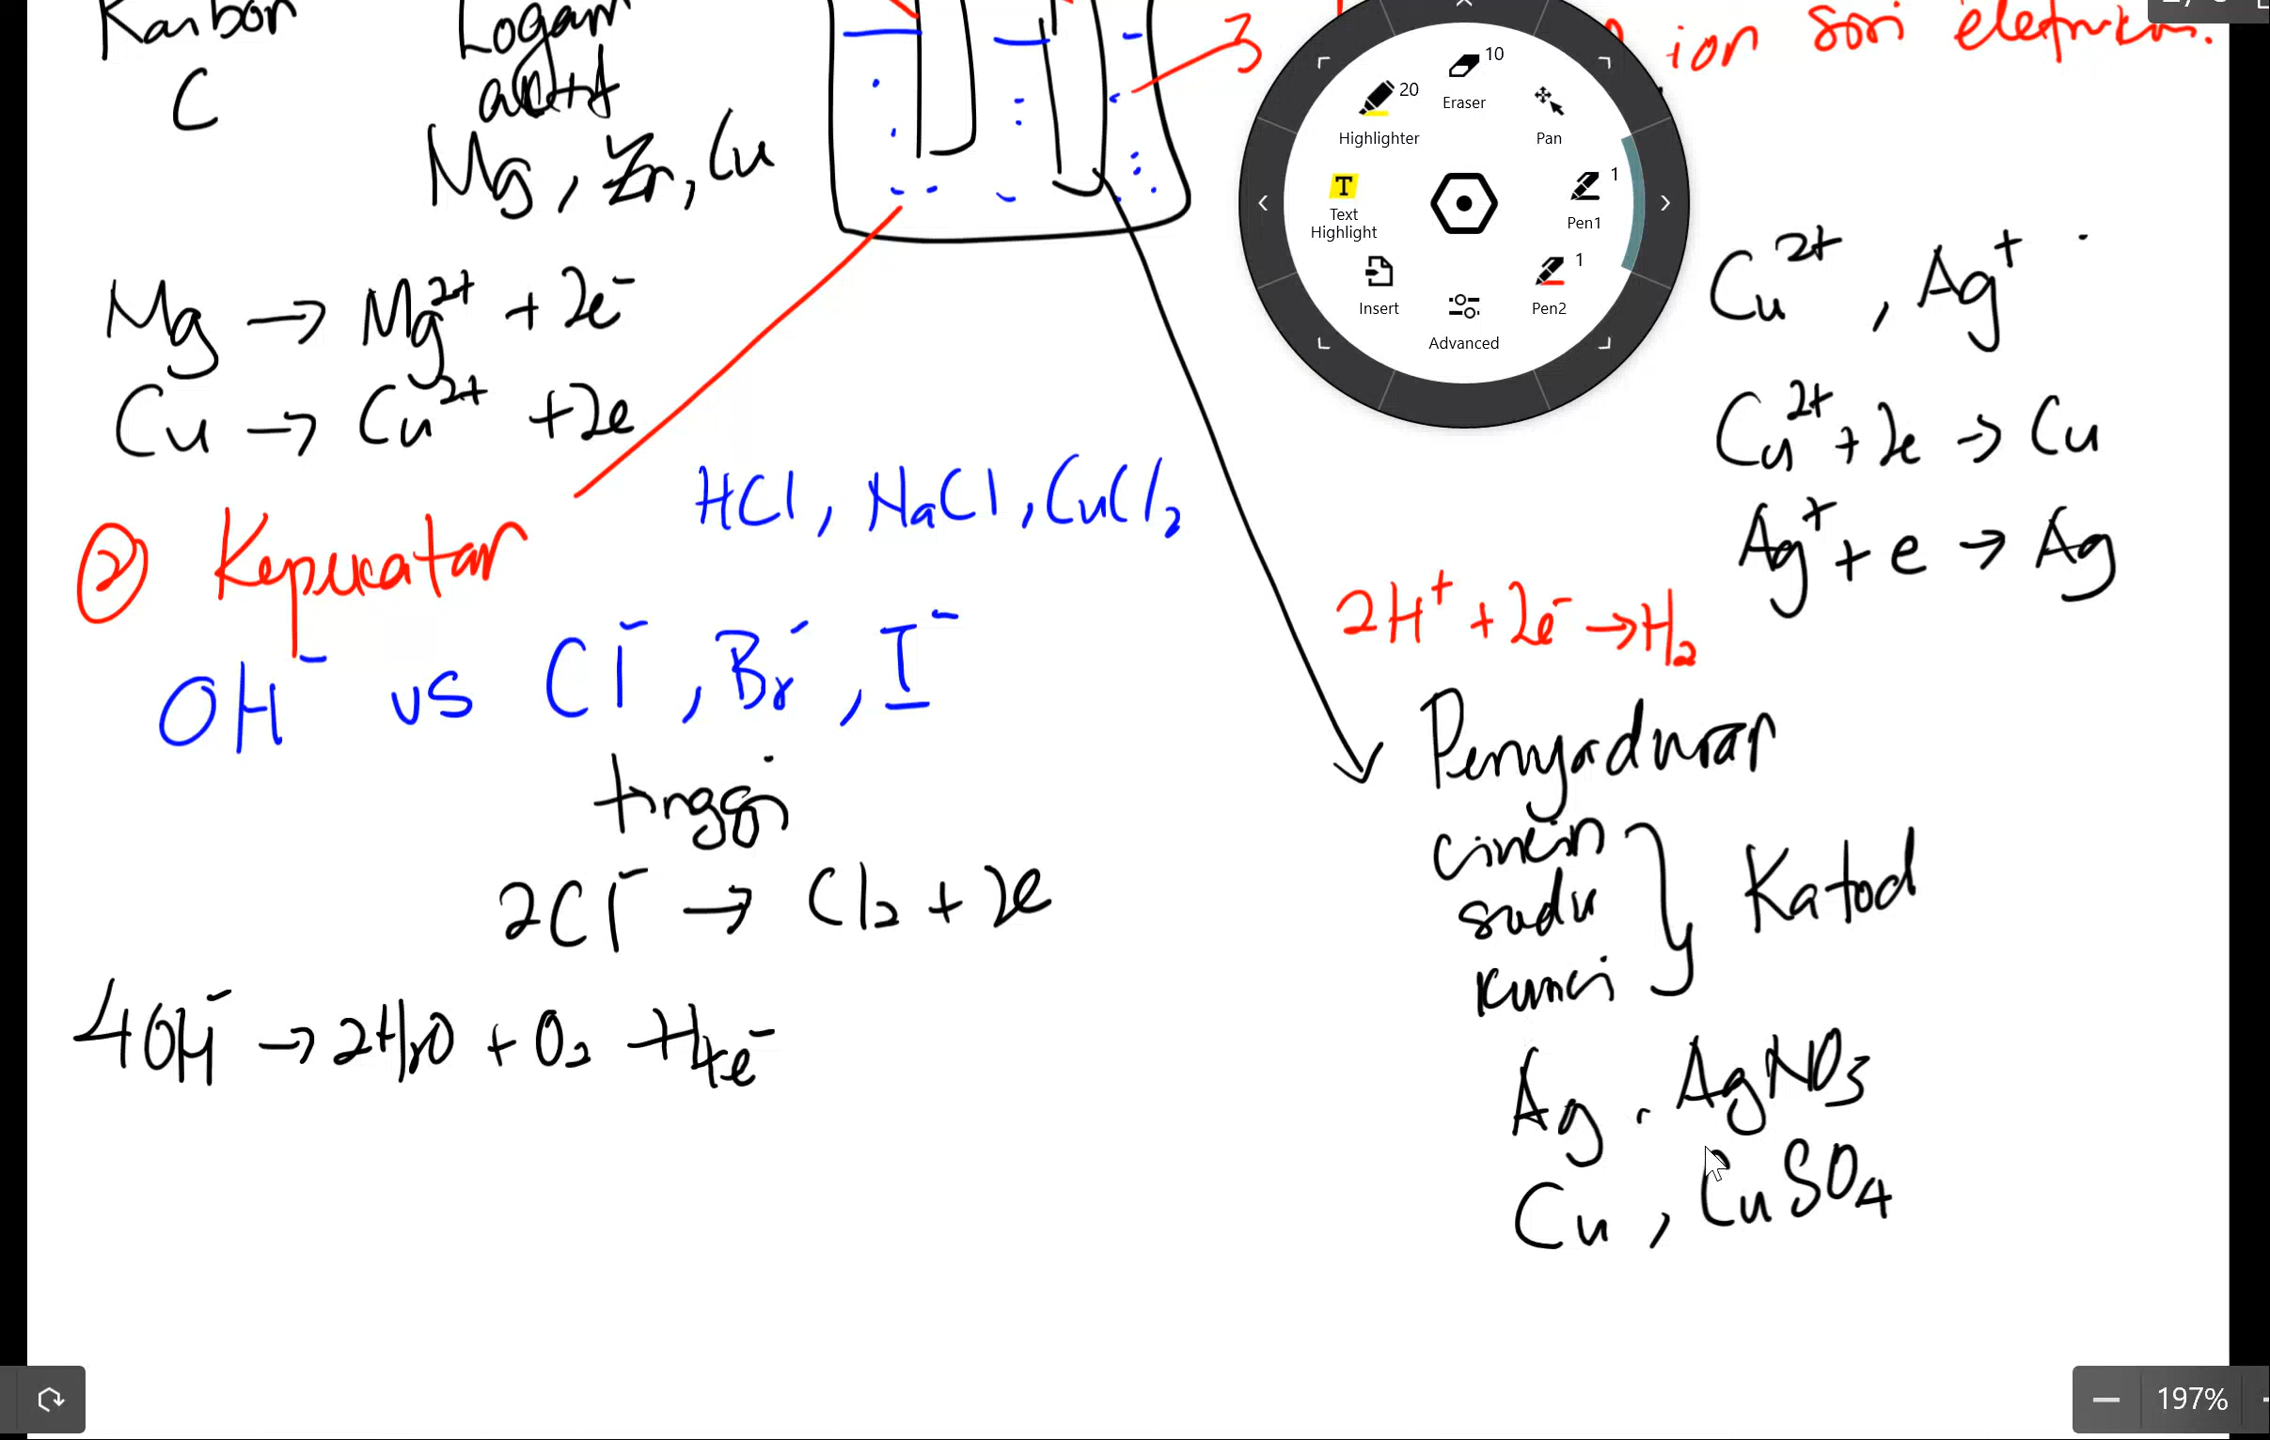 Karbon
C
Logam
aktif
Mg, Zn, Cu
3
ion siri elektrokimia.
Mg → Mg²⁺ + 2e⁻
Cu → Cu²⁺ + 2e
Highlighter 20
Eraser 10
Pan
Text Highlight
Pen1 1
Insert
Pen2 1
Advanced
Cu²⁺, Ag⁺
Cu²⁺ + 2e → Cu
Ag⁺ + e → Ag
HCl, NaCl, CuCl₂
② Kepekatan
OH⁻ vs Cl⁻, Br⁻, I⁻
tinggi
2Cl⁻ → Cl₂ + 2e
4OH⁻ → 2H₂O + O₂ + 4e⁻
2H⁺ + 2e⁻ → H₂
Penyaduran
cincin
sudu
kunci
} Katod
Ag, AgNO₃
Cu, CuSO₄
197%